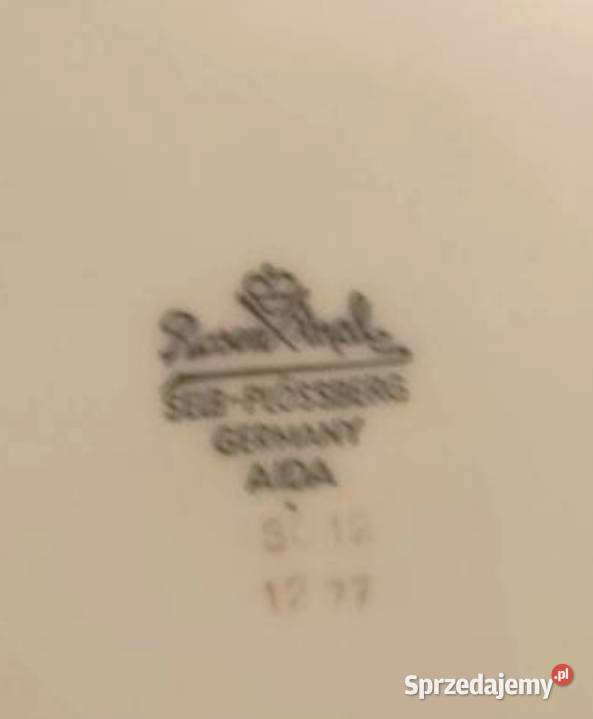 Rosenthal
SELB-PLÖSSBERG
GERMANY
AIDA
Sprzedajemy.pl